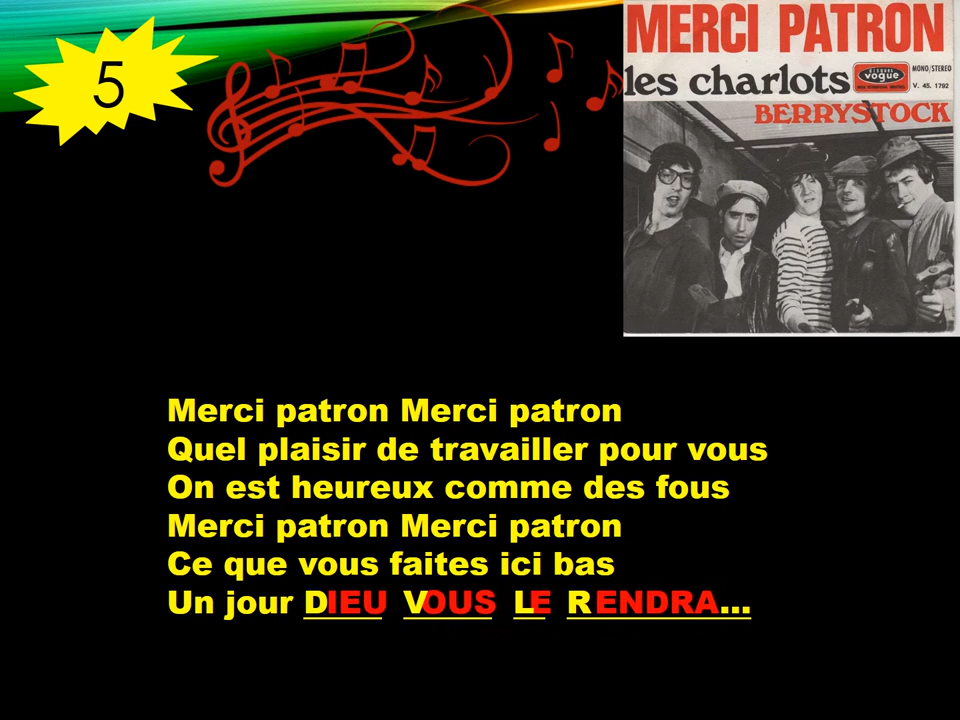 5
MERCI PATRON
les charlots
vogue
MONO/STEREO
V. 45. 1792
BERRYSTOCK
Merci patron Merci patron
Quel plaisir de travailler pour vous
On est heureux comme des fous
Merci patron Merci patron
Ce que vous faites ici bas
Un jour DIEU VOUS LE RENDRA...